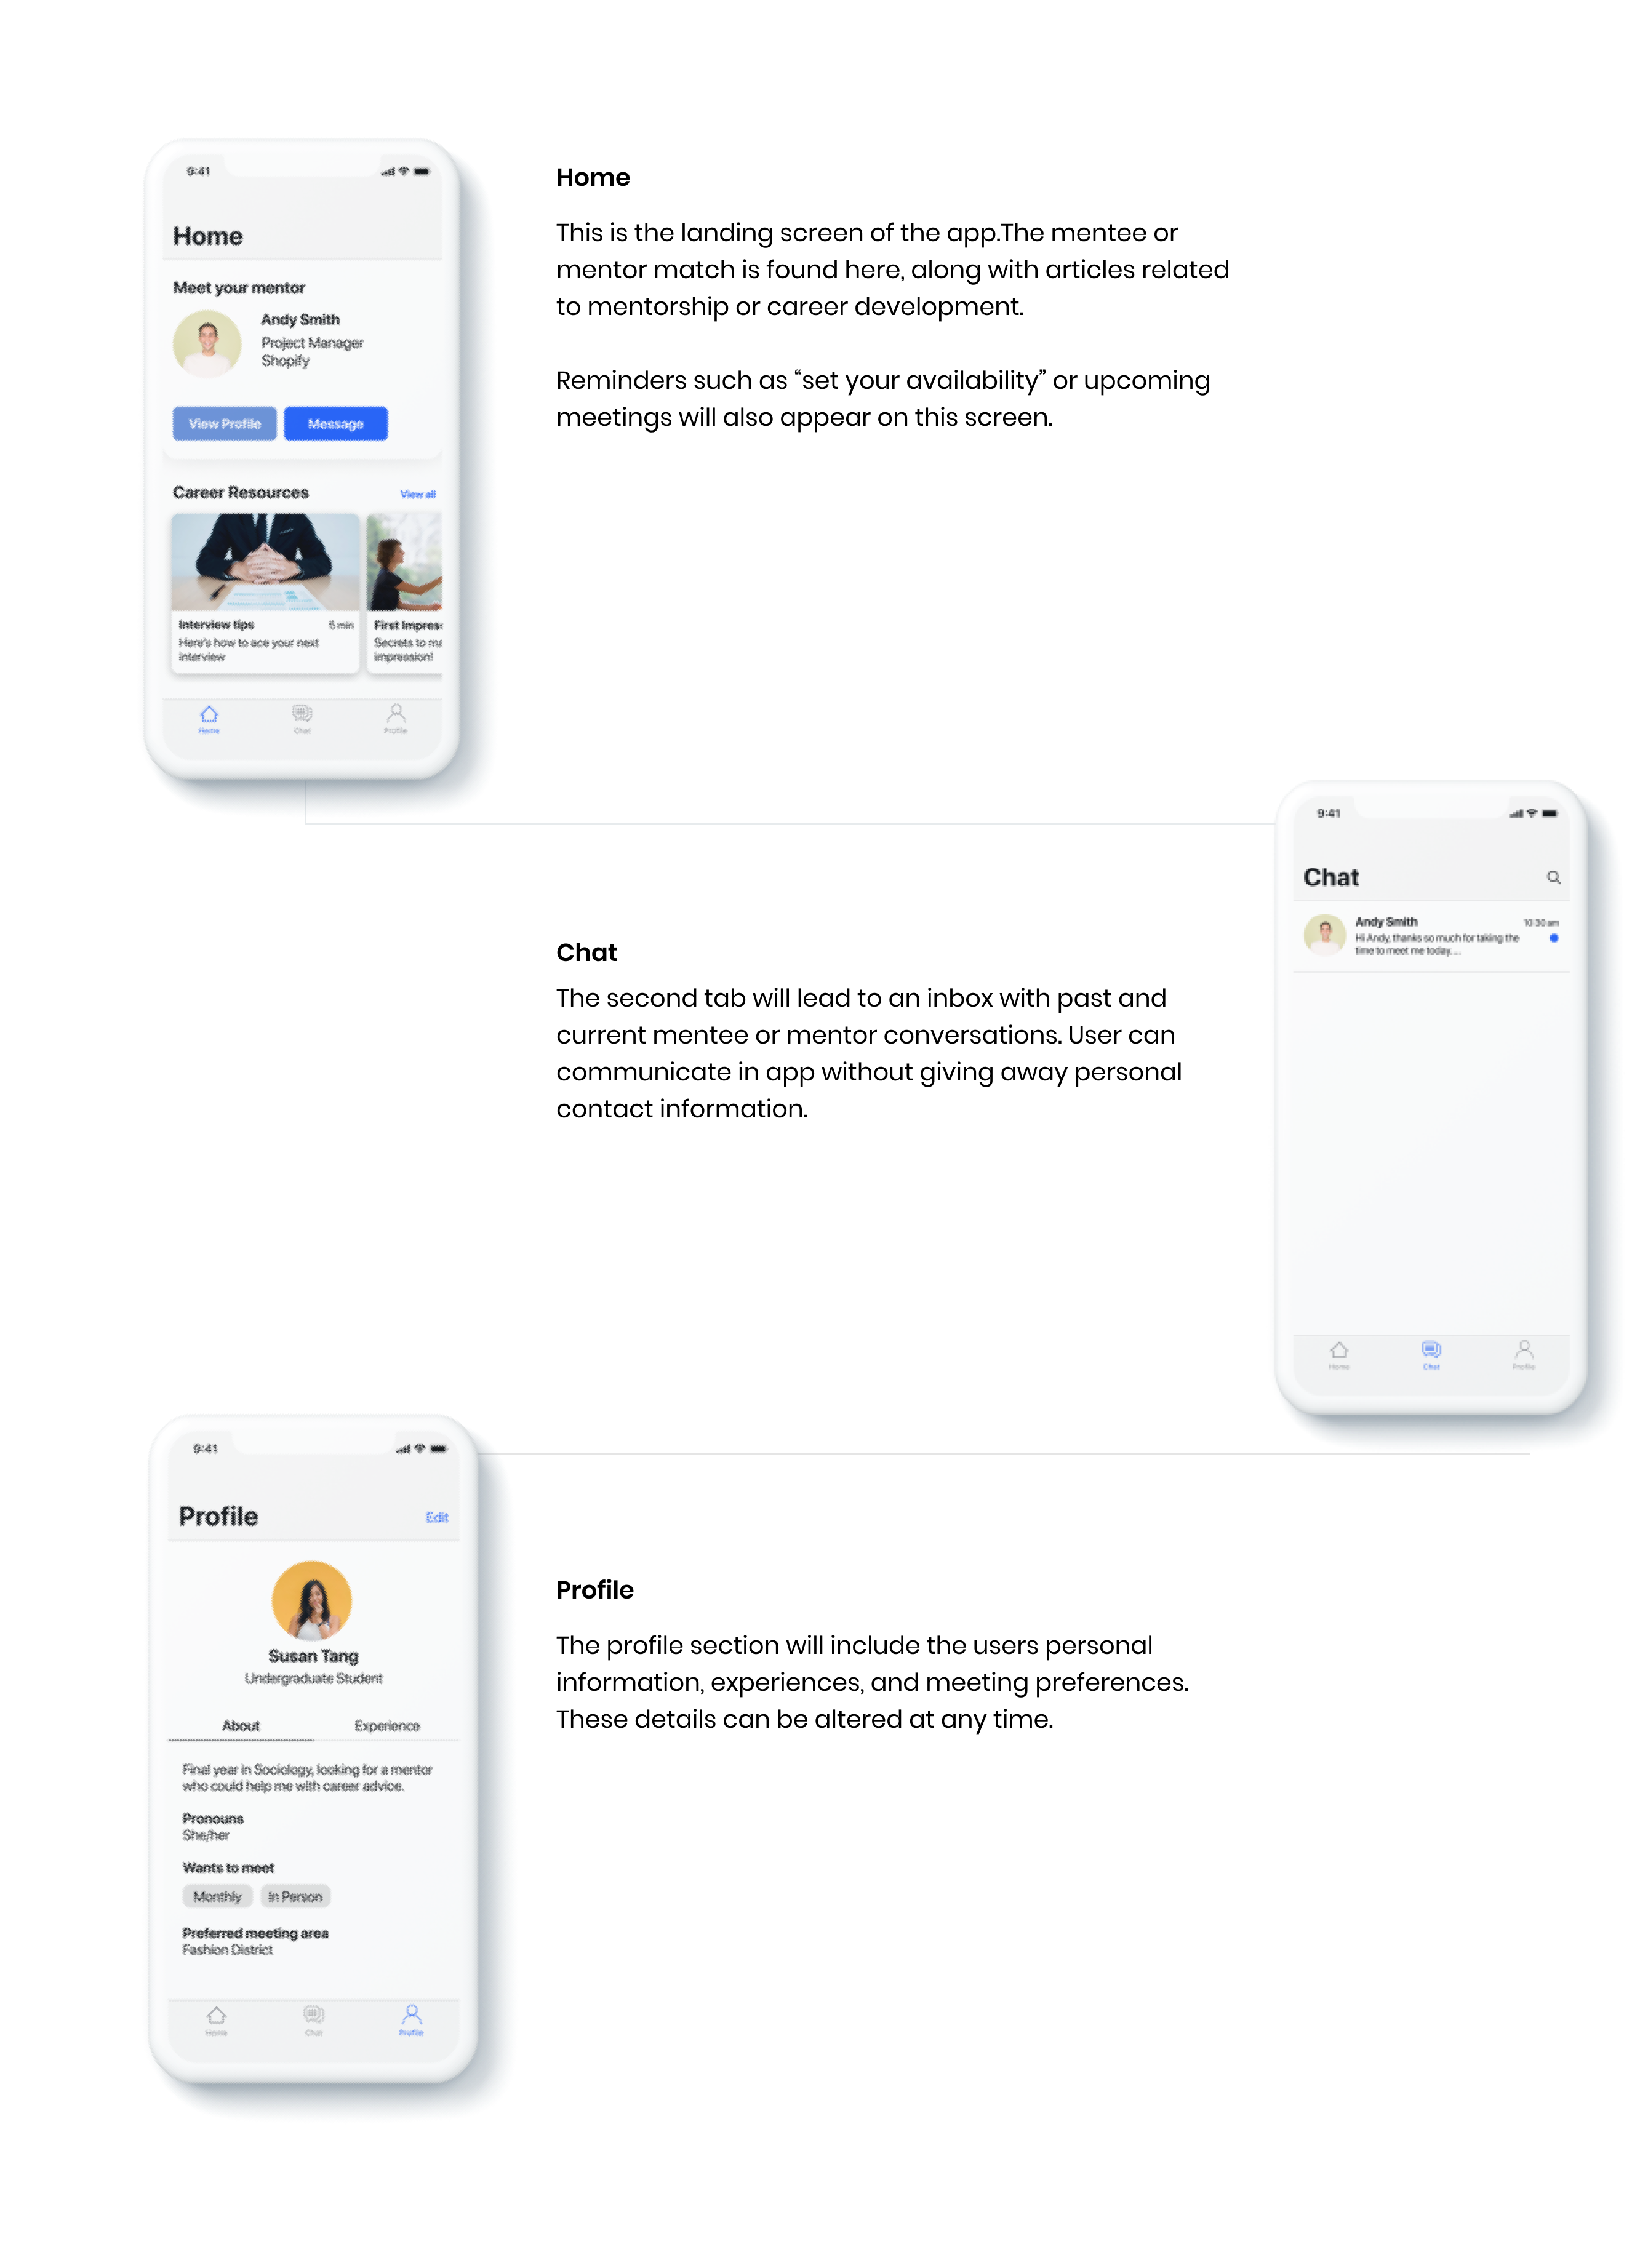 9:41
Home
Meet your mentor
Andy Smith
Project Manager
Shopify
View Profile
Message
Career Resources
View all
Interview tips
5 min
Here's how to ace your next
interview
First Impres
Secrets to ma
impression!
Home
Chat
Profile
Home
This is the landing screen of the app.The mentee or
mentor match is found here, along with articles related
to mentorship or career development.
Reminders such as “set your availability” or upcoming
meetings will also appear on this screen.
Chat
The second tab will lead to an inbox with past and
current mentee or mentor conversations. User can
communicate in app without giving away personal
contact information.
9:41
Chat
Andy Smith
10:30 am
Hi Andy, thanks so much for taking the
time to meet me today....
Home
Chat
Profile
9:41
Profile
Edit
Susan Tang
Undergraduate Student
About
Experience
Final year in Sociology, looking for a mentor
who could help me with career advice.
Pronouns
She/her
Wants to meet
Monthly
In Person
Preferred meeting area
Fashion District
Home
Chat
Profile
Profile
The profile section will include the users personal
information, experiences, and meeting preferences.
These details can be altered at any time.